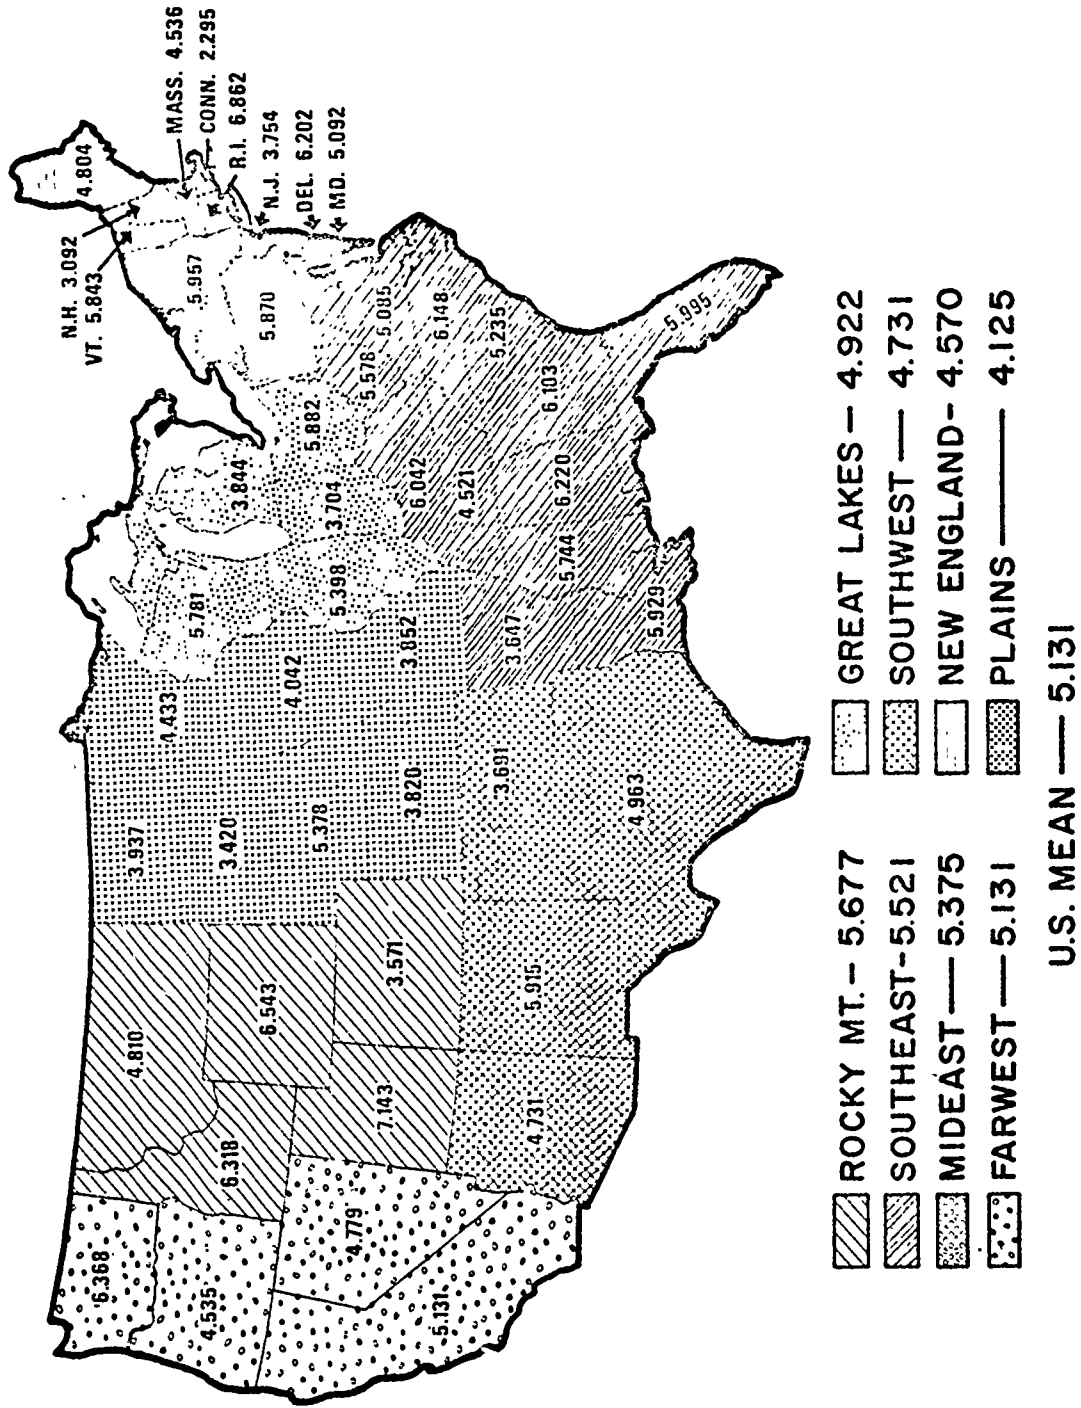 N.H. 3.092
VT. 5.843
MASS. 4.536
CONN. 2.295
R.I. 6.862
N.J. 3.754
DEL. 6.202
MD. 5.092
4.804
5.957
5.870
6.368
4.535
4.779
5.131
4.810
6.318
6.543
7.143
3.571
4.731
5.915
3.937
3.420
5.378
3.820
4.433
4.042
3.852
3.691
4.963
5.781
3.844
5.398
3.704
5.882
5.578
5.085
6.042
4.521
6.148
5.235
3.647
5.744
6.220
6.103
5.929
5.995
ROCKY MT. - 5.677
SOUTHEAST - 5.521
MIDEAST — 5.375
FARWEST — 5.131
GREAT LAKES — 4.922
SOUTHWEST — 4.731
NEW ENGLAND - 4.570
PLAINS — 4.125
U.S. MEAN — 5.131